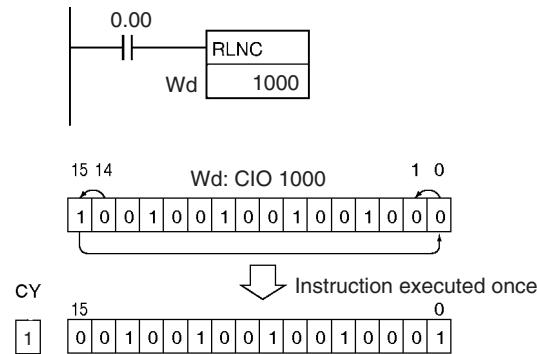 0.00
RLNC
Wd 1000
15 14 1 0
Wd: CIO 1000
1 0 0 1 0 0 1 0 0 1 0 0 1 0 0 0
Instruction executed once
CY
15 0
1 0 0 1 0 0 1 0 0 1 0 0 1 0 0 0 1